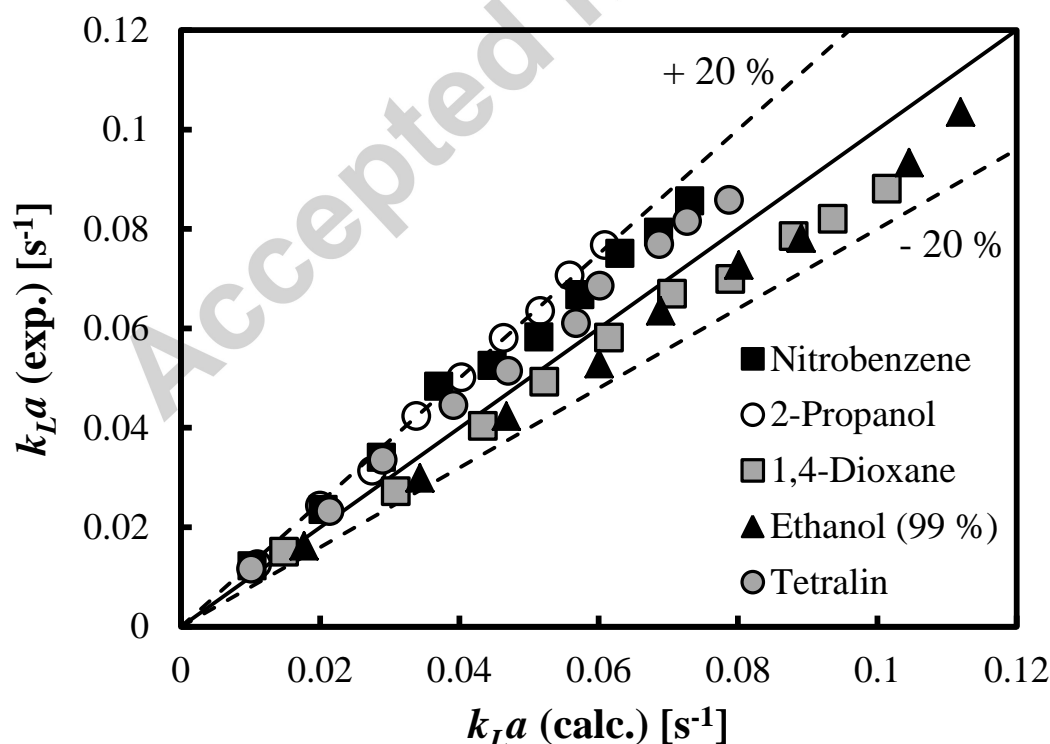 Accepted
0.12
0.1
0.08
0.06
0.04
0.02
0
k_L a (exp.) [s⁻¹]
+ 20 %
- 20 %
Nitrobenzene
2-Propanol
1,4-Dioxane
Ethanol (99 %)
Tetralin
0 0.02 0.04 0.06 0.08 0.1 0.12
k_L a (calc.) [s⁻¹]